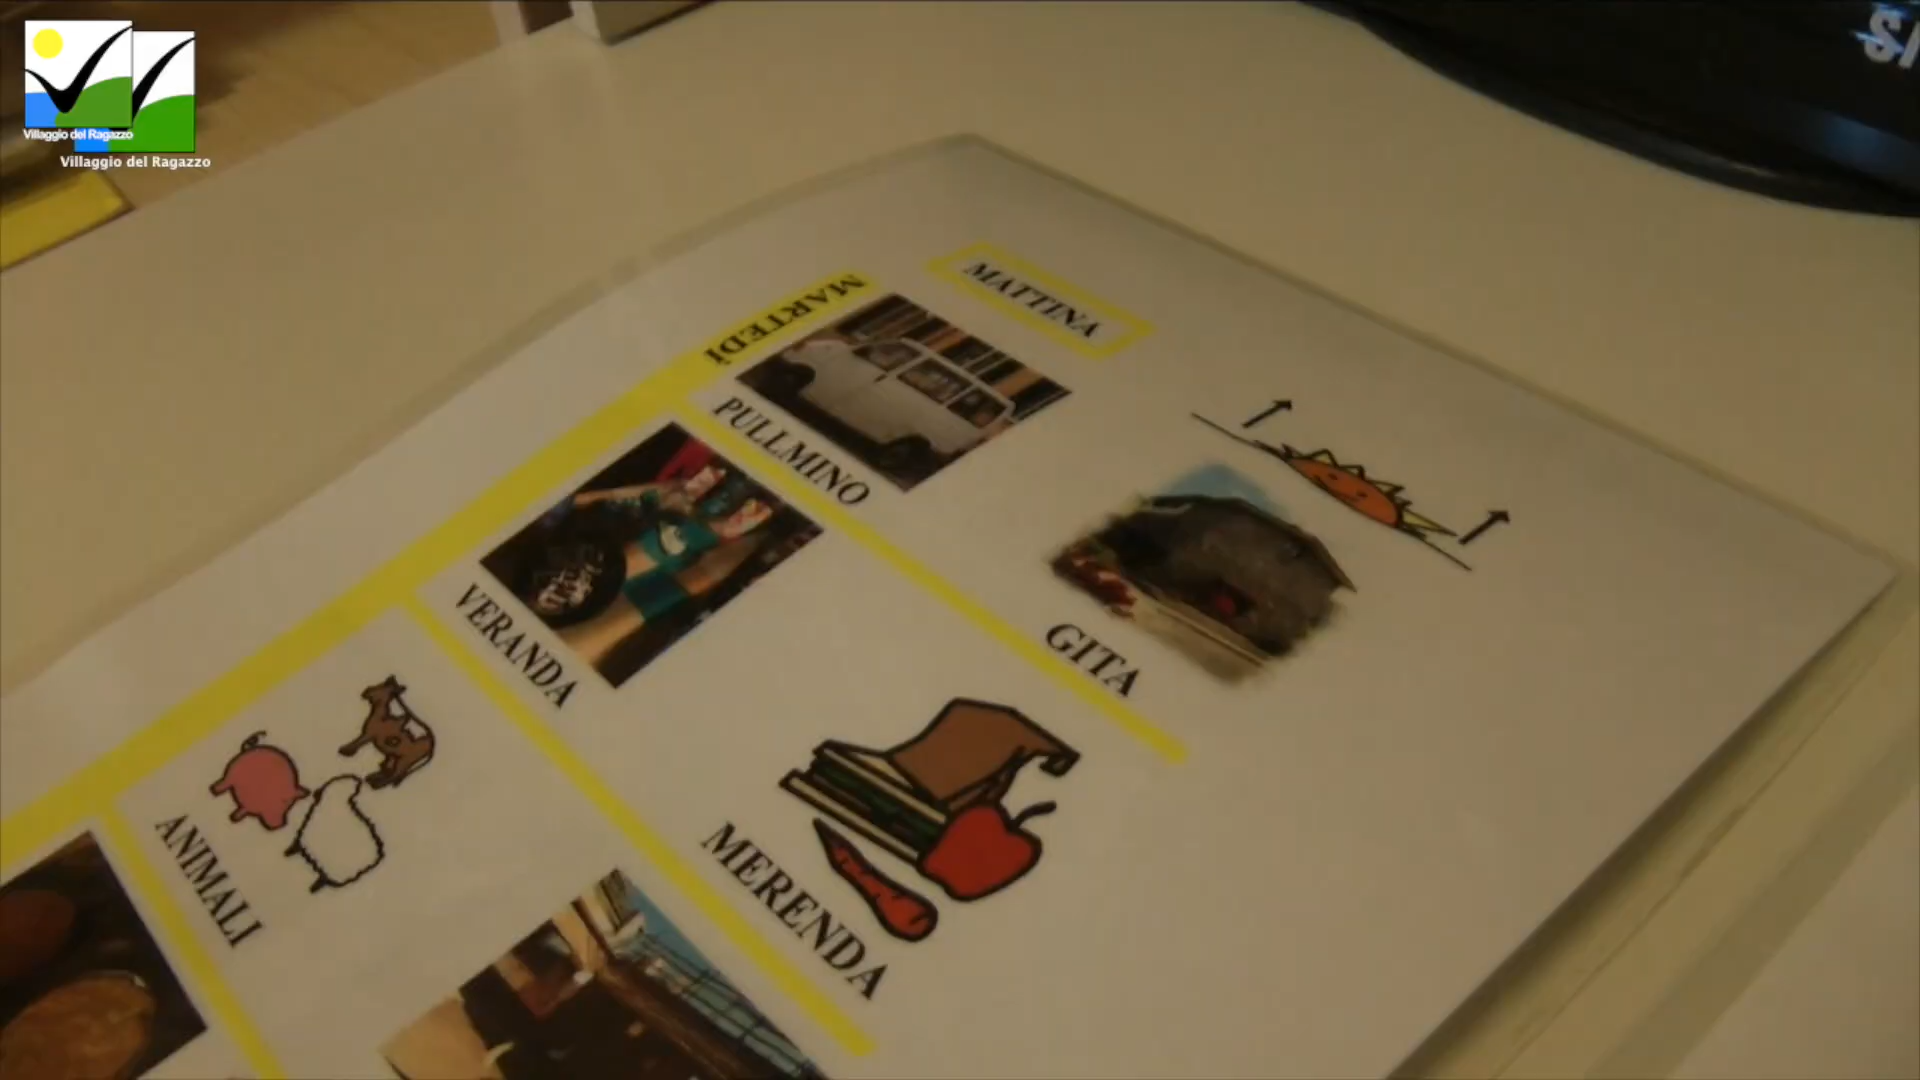 Villaggio del Ragazzo
Villaggio del Ragazzo
MATTINA
MARTEDÌ
PULLMINO
GITA
VERANDA
MERENDA
ANIMALI